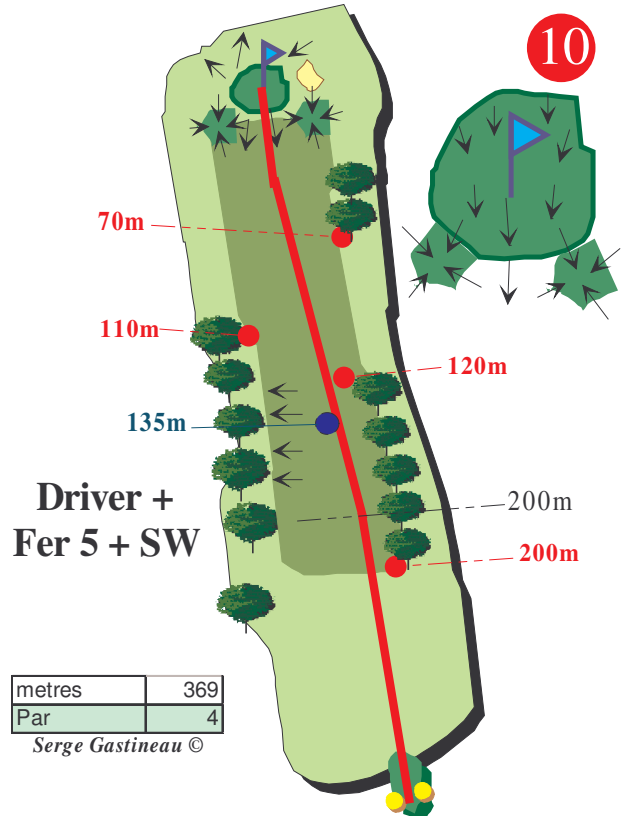 10
70m
110m
120m
135m
200m
Driver +
Fer 5 + SW
200m
metres 369
Par 4
Serge Gastineau ©